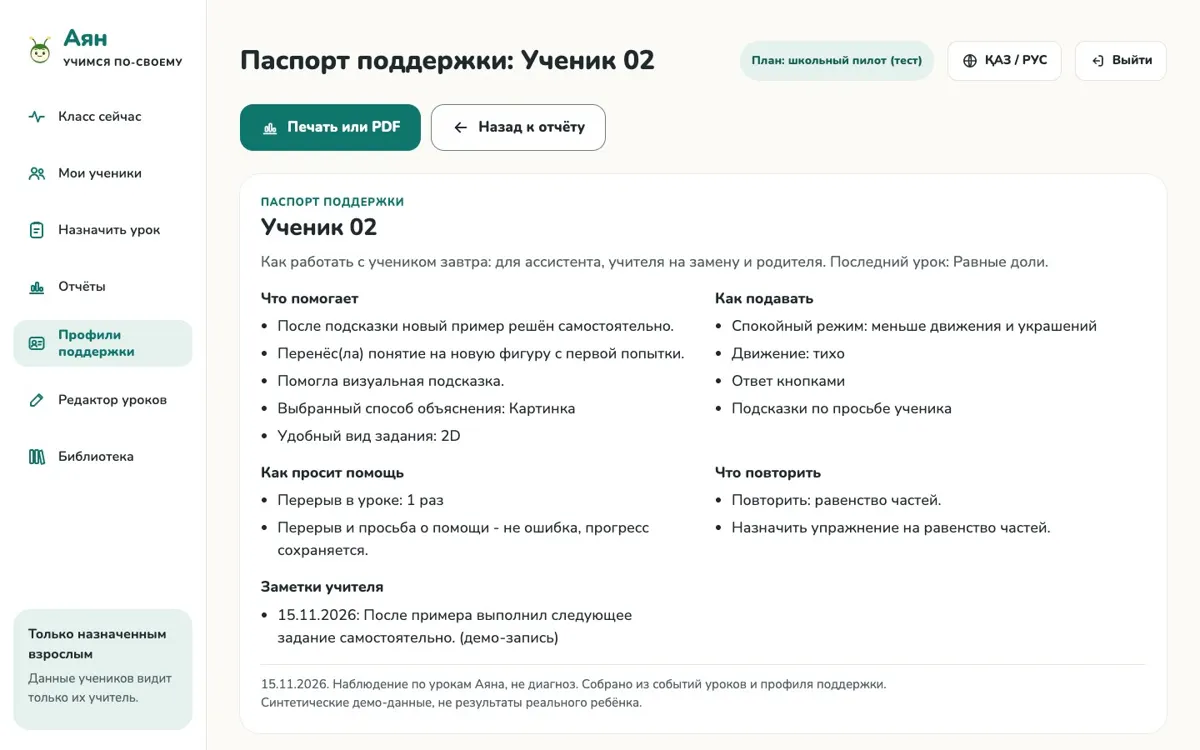 Аян
УЧИМСЯ ПО-СВОЕМУ
Класс сейчас
Мои ученики
Назначить урок
Отчёты
Профили
поддержки
Редактор уроков
Библиотека
Только назначенным
взрослым
Данные учеников видит
только их учитель.
Паспорт поддержки: Ученик 02
План: школьный пилот (тест)
ҚАЗ / РУС
Выйти
Печать или PDF
Назад к отчёту
ПАСПОРТ ПОДДЕРЖКИ
Ученик 02
Как работать с учеником завтра: для ассистента, учителя на замену и родителя. Последний урок: Равные доли.
Что помогает
• После подсказки новый пример решён самостоятельно.
• Перенёс(ла) понятие на новую фигуру с первой попытки.
• Помогла визуальная подсказка.
• Выбранный способ объяснения: Картинка
• Удобный вид задания: 2D
Как подавать
• Спокойный режим: меньше движения и украшений
• Движение: тихо
• Ответ кнопками
• Подсказки по просьбе ученика
Как просит помощь
• Перерыв в уроке: 1 раз
• Перерыв и просьба о помощи - не ошибка, прогресс
сохраняется.
Что повторить
• Повторить: равенство частей.
• Назначить упражнение на равенство частей.
Заметки учителя
• 15.11.2026: После примера выполнил следующее
задание самостоятельно. (демо-запись)
15.11.2026. Наблюдение по урокам Аяна, не диагноз. Собрано из событий уроков и профиля поддержки.
Синтетические демо-данные, не результаты реального ребёнка.